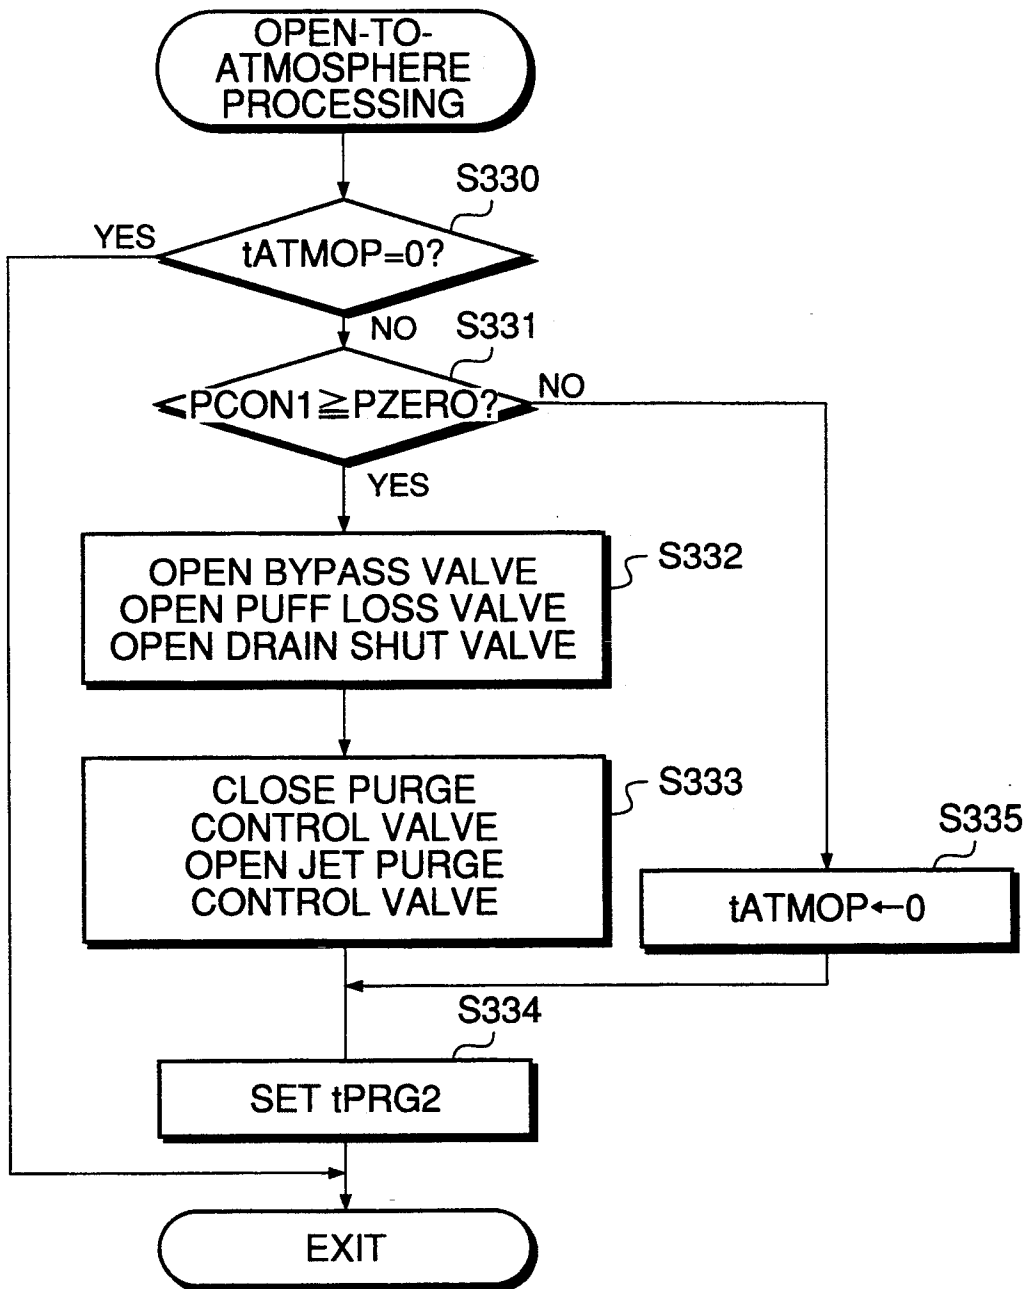 OPEN-TO-
ATMOSPHERE
PROCESSING
S330
YES
tATMOP=0?
NO
S331
PCON1≧PZERO?
NO
YES
S332
OPEN BYPASS VALVE
OPEN PUFF LOSS VALVE
OPEN DRAIN SHUT VALVE
S333
CLOSE PURGE
CONTROL VALVE
OPEN JET PURGE
CONTROL VALVE
S335
tATMOP←0
S334
SET tPRG2
EXIT